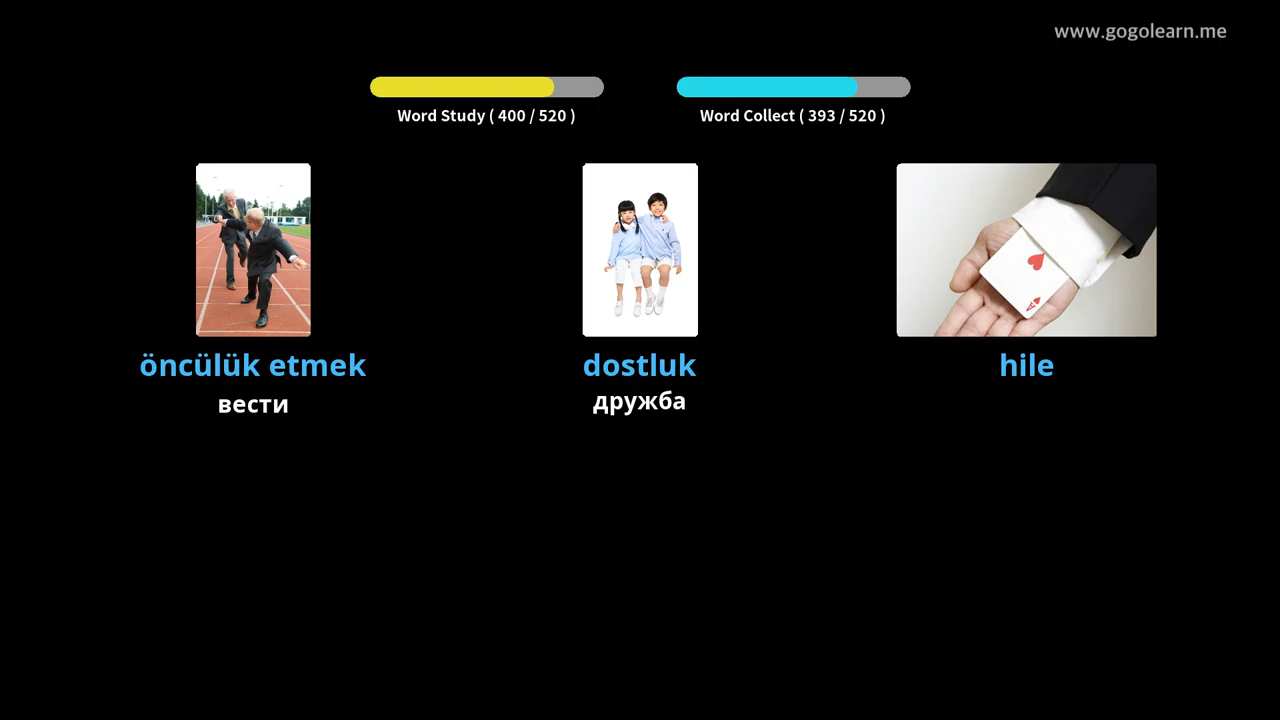 www.gogolearn.me
Word Study ( 400 / 520 )
Word Collect ( 393 / 520 )
öncülük etmek
dostluk
hile
вести
дружба